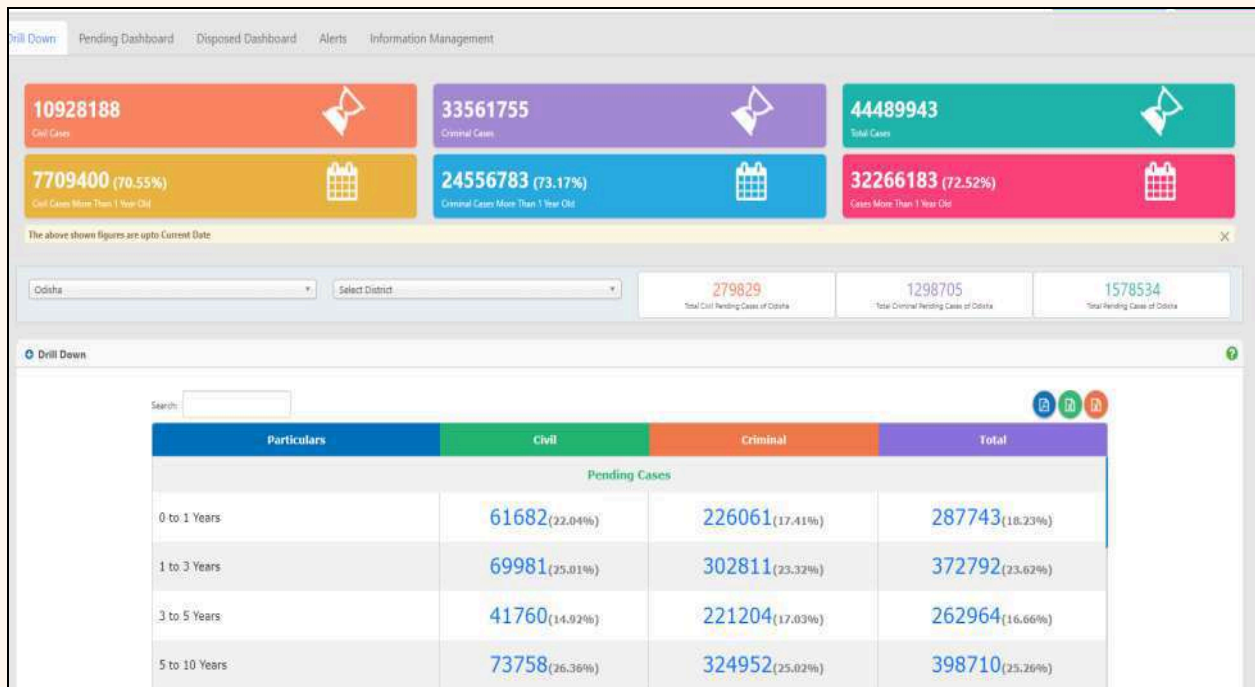 Drill Down Pending Dashboard Disposed Dashboard Alerts Information Management
10928188 33561755 44489943
Civil Cases Criminal Cases Total Cases
7709400 (70.55%) 24556783 (73.17%) 32266183 (72.52%)
Civil Cases More Than 1 Year Old Criminal Cases More Than 1 Year Old Cases More Than 1 Year Old
The above shown figures are upto Current Date
Odisha Select District 279829 1298705 1578534
Total Civil Pending Cases of Odisha Total Criminal Pending Cases of Odisha Total Pending Cases of Odisha
Drill Down
Search:
Particulars Civil Criminal Total
Pending Cases
0 to 1 Years 61682(22.04%) 226061(17.41%) 287743(18.23%)
1 to 3 Years 69981(25.01%) 302811(23.32%) 372792(23.62%)
3 to 5 Years 41760(14.92%) 221204(17.03%) 262964(16.66%)
5 to 10 Years 73758(26.36%) 324952(25.02%) 398710(25.26%)